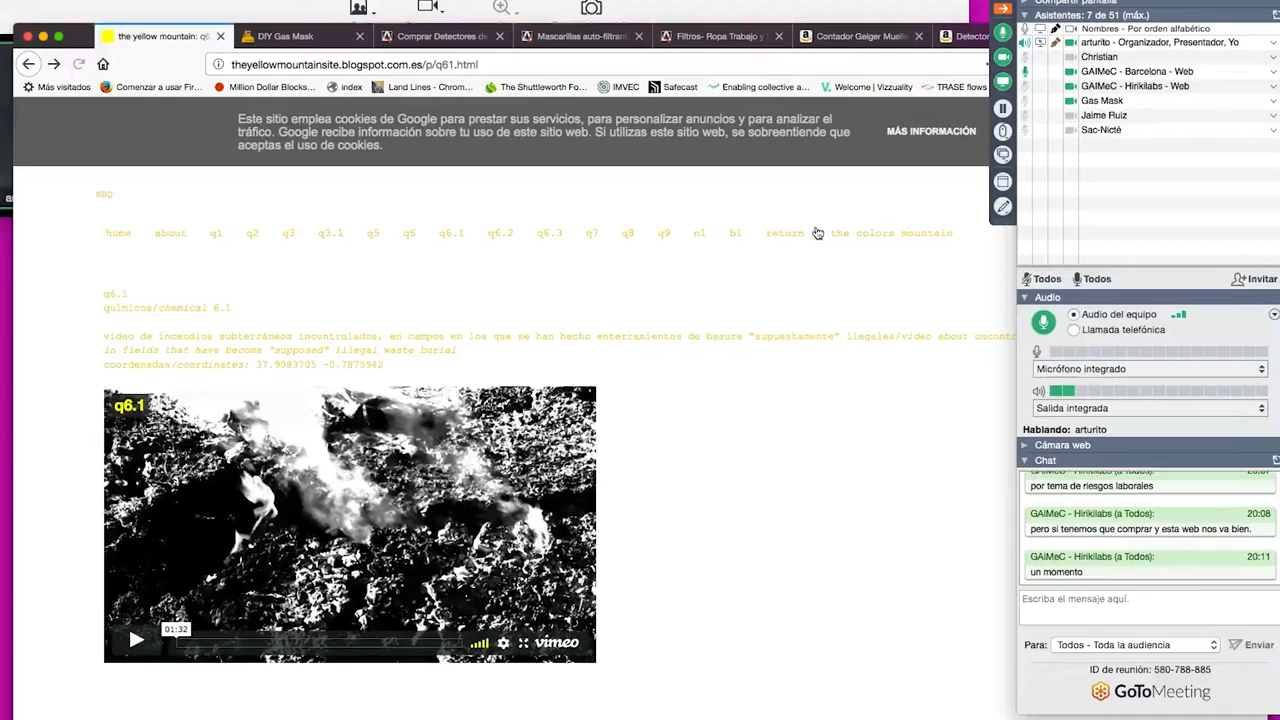 the yellow mountain: q6
DIY Gas Mask
Comprar Detectores de
Mascarillas auto-filtrant
Filtros- Ropa Trabajo y
Contador Geiger Muelle
Detector
theyellowmountainsite.blogspot.com.es/p/q61.html
Más visitados
Comenzar a usar Fir...
Million Dollar Blocks...
index
Land Lines - Chrom...
The Shuttleworth Fo...
IMVEC
Safecast
Enabling collective a...
Welcome | Vizzuality
TRASE flows
Este sitio emplea cookies de Google para prestar sus servicios, para personalizar anuncios y para analizar el
tráfico. Google recibe información sobre tu uso de este sitio web. Si utilizas este sitio web, se sobreentiende que
aceptas el uso de cookies.
MÁS INFORMACIÓN
NBQ
home about q1 q2 q3 q3.1 q5 q6 q6.1 q6.2 q6.3 q7 q8 q9 n1 b1 return the colors mountain
q6.1
químicos/chemical 6.1
video de incendios subterráneos incontrolados, en campos en los que se han hecho enterramientos de basura "supuestamente" ilegales/video about uncontr
in fields that have become "supposed" illegal waste burial
coordenadas/coordinates: 37.9083705 -0.7875942
q6.1
01:32
vimeo
Compartir pantalla
Asistentes: 7 de 51 (máx.)
Nombres - Por orden alfabético
arturito - Organizador, Presentador, Yo
Christian
GAIMeC - Barcelona - Web
GAIMeC - Hirikilabs - Web
Gas Mask
Jaime Ruiz
Sac-Nicté
Todos
Todos
Invitar
Audio
Audio del equipo
Llamada telefónica
Micrófono integrado
Salida integrada
Hablando: arturito
Cámara web
Chat
GAIMeC - Hirikilabs (a Todos):
por tema de riesgos laborales
GAIMeC - Hirikilabs (a Todos): 20:08
pero si tenemos que comprar y esta web nos va bien.
GAIMeC - Hirikilabs (a Todos): 20:11
un momento
Escriba el mensaje aquí.
Para: Todos - Toda la audiencia
Enviar
ID de reunión: 580-788-885
GoToMeeting